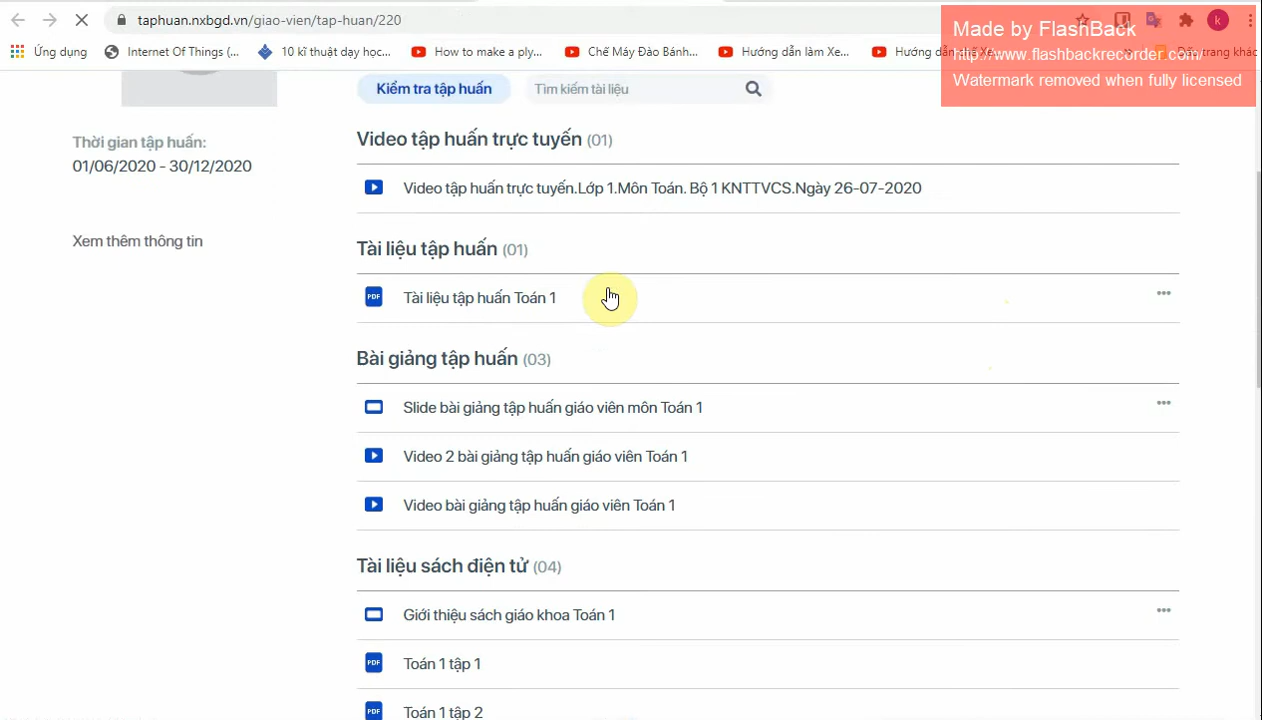 taphuan.nxbgd.vn/giao-vien/tap-huan/220
k
Made by FlashBack
http://www.flashbackrecorder.com/
Watermark removed when fully licensed
Ứng dụng
Internet Of Things (...
10 kĩ thuật dạy học...
How to make a ply...
Chế Máy Đào Bánh...
Hướng dẫn làm Xe...
Hướng dẫn
Dấu trang khác
Kiểm tra tập huấn
Tìm kiếm tài liệu
Thời gian tập huấn:
01/06/2020 - 30/12/2020
Xem thêm thông tin
Video tập huấn trực tuyến (01)
Video tập huấn trực tuyến.Lớp 1.Môn Toán. Bộ 1 KNTTVCS.Ngày 26-07-2020
Tài liệu tập huấn (01)
PDF Tài liệu tập huấn Toán 1
Bài giảng tập huấn (03)
Slide bài giảng tập huấn giáo viên môn Toán 1
Video 2 bài giảng tập huấn giáo viên Toán 1
Video bài giảng tập huấn giáo viên Toán 1
Tài liệu sách điện tử (04)
Giới thiệu sách giáo khoa Toán 1
PDF Toán 1 tập 1
PDF Toán 1 tập 2